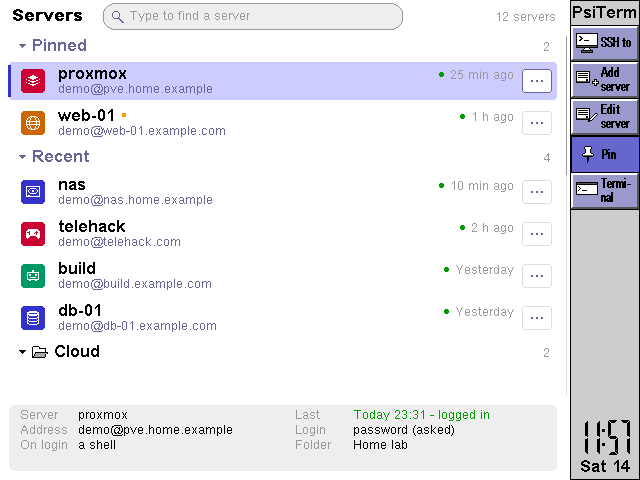 Servers
Type to find a server
12 servers
Pinned
2
proxmox
25 min ago
demo@pve.home.example
web-01
1 h ago
demo@web-01.example.com
Recent
4
nas
10 min ago
demo@nas.home.example
telehack
2 h ago
demo@telehack.com
build
Yesterday
demo@build.example.com
db-01
Yesterday
demo@db-01.example.com
Cloud
2
Server proxmox
Address demo@pve.home.example
On login a shell
Last Today 23:31 - logged in
Login password (asked)
Folder Home lab
PsiTerm
SSH to
Add
server
Edit
server
Pin
Termi-
nal
11:57
Sat 14